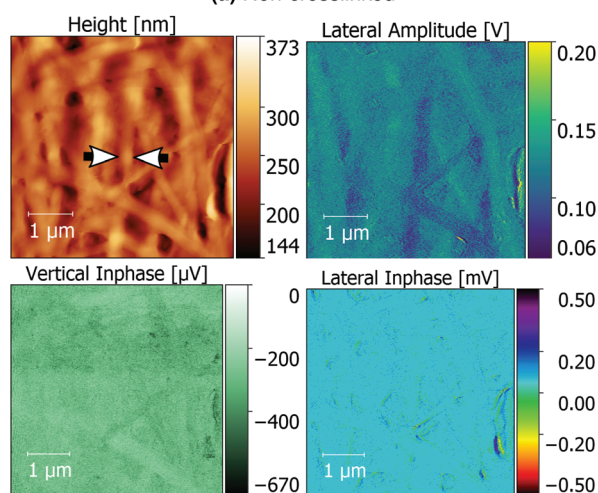 (a) Non-crosslinked
Height [nm]
373
300
250
200
144
1 µm
Lateral Amplitude [V]
0.20
0.15
0.10
0.06
1 µm
Vertical Inphase [µV]
0
−200
−400
−670
1 µm
Lateral Inphase [mV]
0.50
0.20
0.00
−0.20
−0.50
1 µm